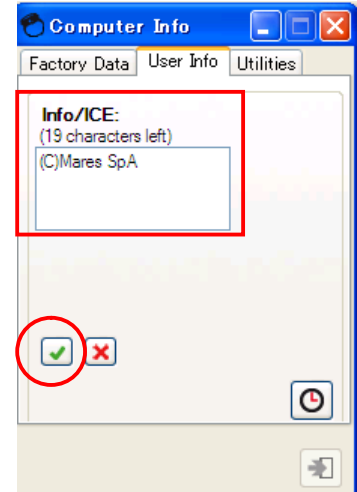 Computer Info
Factory Data User Info Utilities
Info/ICE:
(19 characters left)
(C)Mares SpA